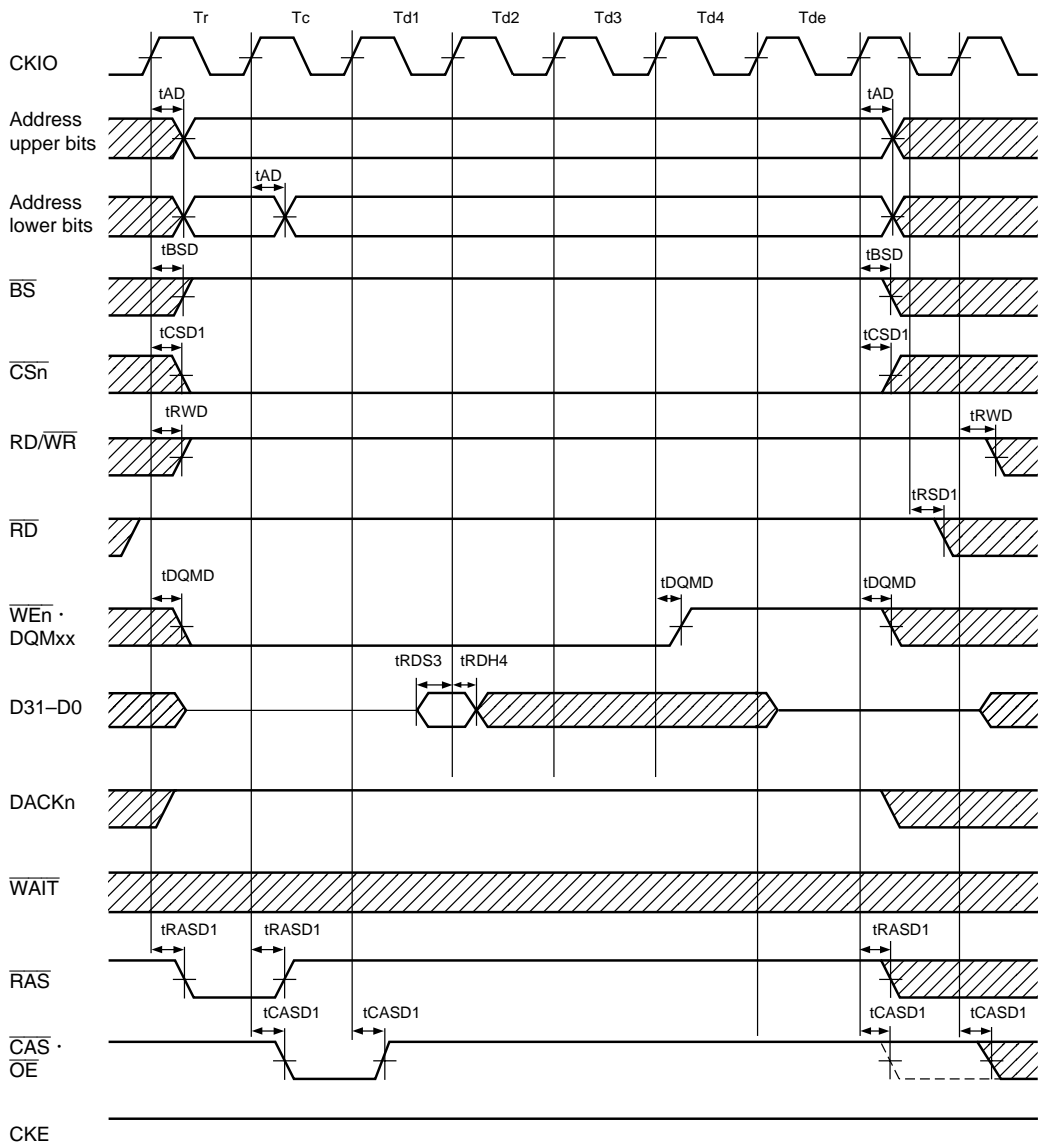 Tr Tc Td1 Td2 Td3 Td4 Tde
CKIO
tAD tAD
Address
upper bits
tAD
Address
lower bits
tBSD tBSD
BS
tCSD1 tCSD1
CSn
tRWD tRWD
RD/WR
tRSD1
RD
tDQMD tDQMD tDQMD
WEn ·
DQMxx
tRDS3 tRDH4
D31–D0
DACKn
WAIT
tRASD1 tRASD1 tRASD1
RAS
tCASD1 tCASD1 tCASD1 tCASD1
CAS ·
OE
CKE